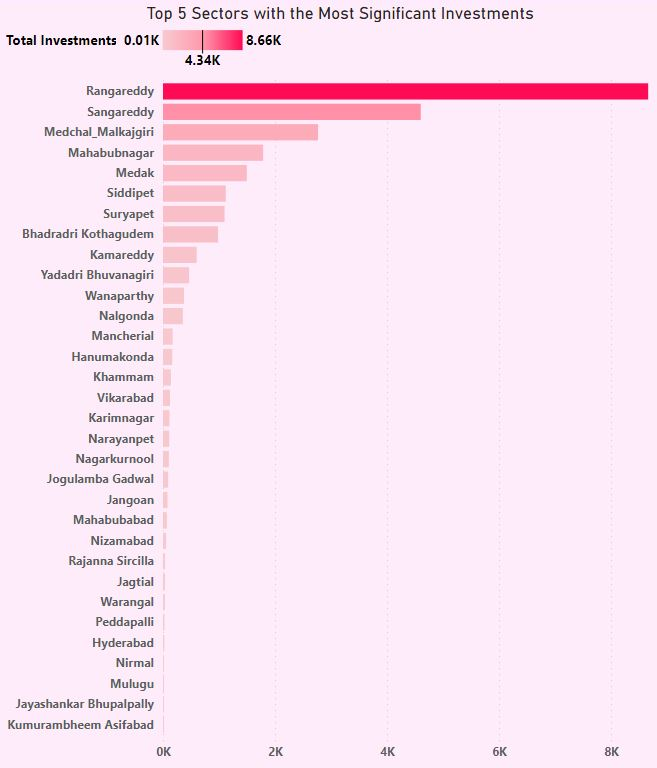 Top 5 Sectors with the Most Significant Investments
Total Investments 0.01K 8.66K
4.34K
Rangareddy
Sangareddy
Medchal_Malkajgiri
Mahabubnagar
Medak
Siddipet
Suryapet
Bhadradri Kothagudem
Kamareddy
Yadadri Bhuvanagiri
Wanaparthy
Nalgonda
Mancherial
Hanumakonda
Khammam
Vikarabad
Karimnagar
Narayanpet
Nagarkurnool
Jogulamba Gadwal
Jangoan
Mahabubabad
Nizamabad
Rajanna Sircilla
Jagtial
Warangal
Peddapalli
Hyderabad
Nirmal
Mulugu
Jayashankar Bhupalpally
Kumurambheem Asifabad
0K 2K 4K 6K 8K